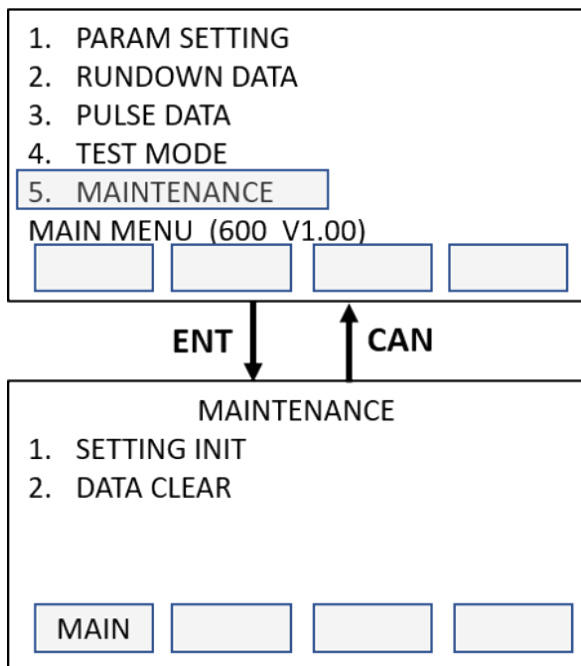 1. PARAM SETTING
2. RUNDOWN DATA
3. PULSE DATA
4. TEST MODE
5. MAINTENANCE
MAIN MENU (600 V1.00)
ENT CAN
MAINTENANCE
1. SETTING INIT
2. DATA CLEAR
MAIN